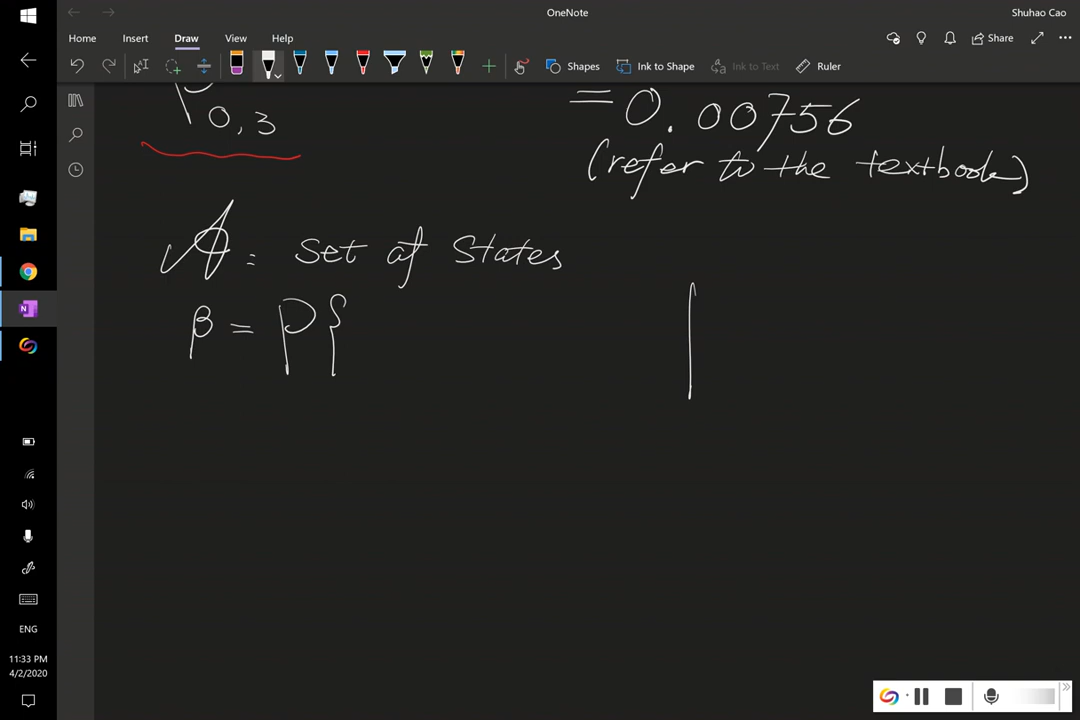 OneNote
Shuhao Cao
Home Insert Draw View Help
Share
Shapes Ink to Shape Ink to Text Ruler
0,3
= 0.00756
(refer to the textbook)
A: Set of States
β = P{ |
ENG
11:33 PM
4/2/2020